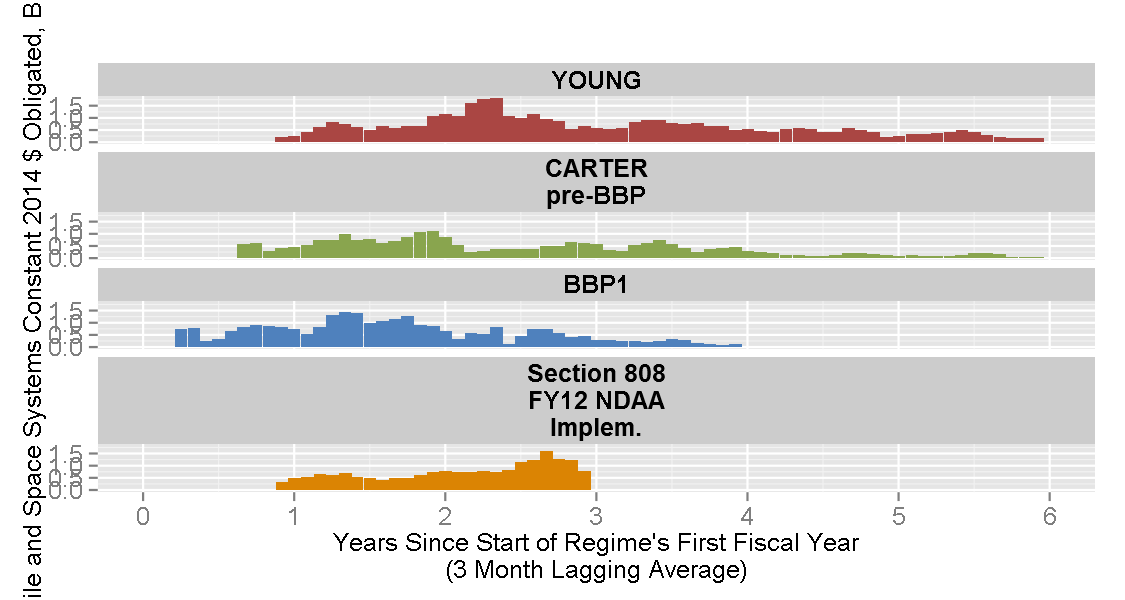 ile and Space Systems Constant 2014 $ Obligated, B
YOUNG
1.5
1.0
0.5
0.0
CARTER
pre-BBP
1.5
1.0
0.5
0.0
BBP1
1.5
1.0
0.5
0.0
Section 808
FY12 NDAA
Implem.
1.5
1.0
0.5
0.0
0 1 2 3 4 5 6
Years Since Start of Regime's First Fiscal Year
(3 Month Lagging Average)